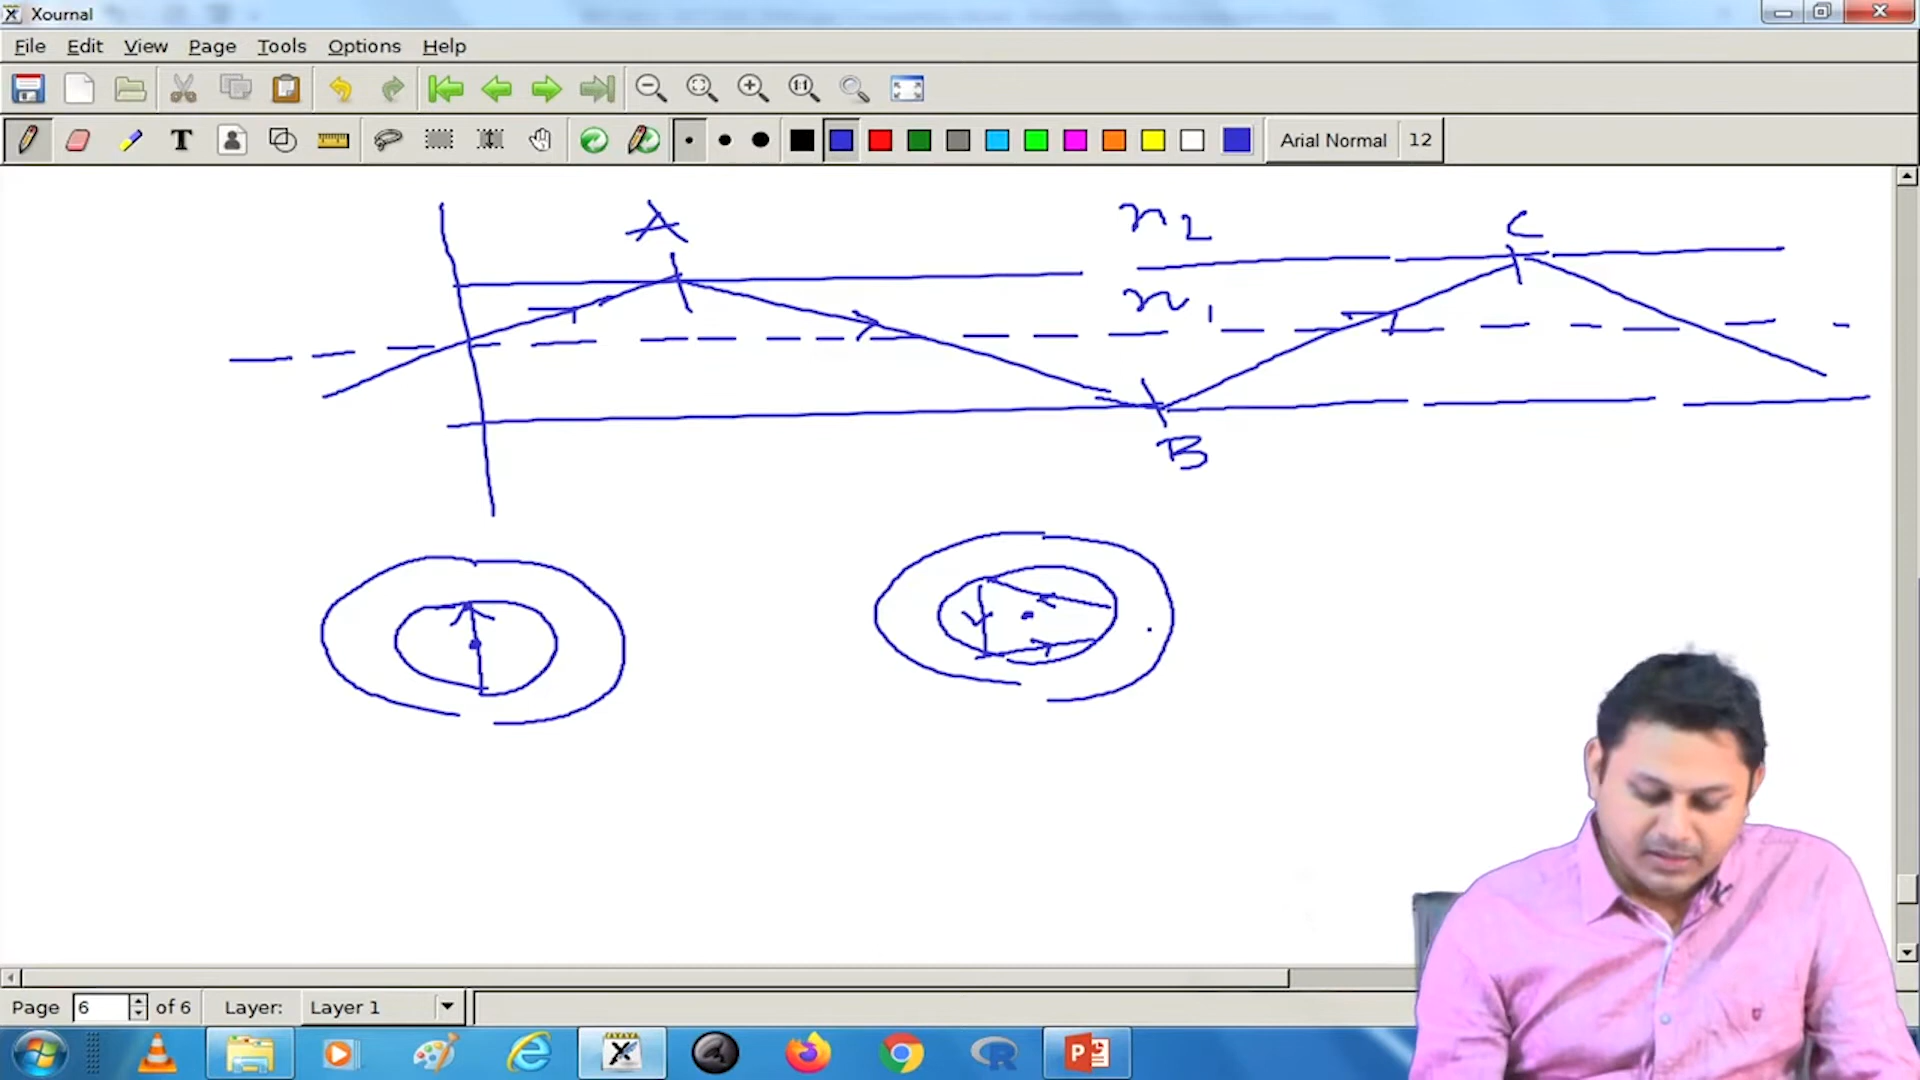 Xournal
File Edit View Page Tools Options Help
Arial Normal 12
A
n2
C
n1
B
Page 6 of 6 Layer: Layer 1